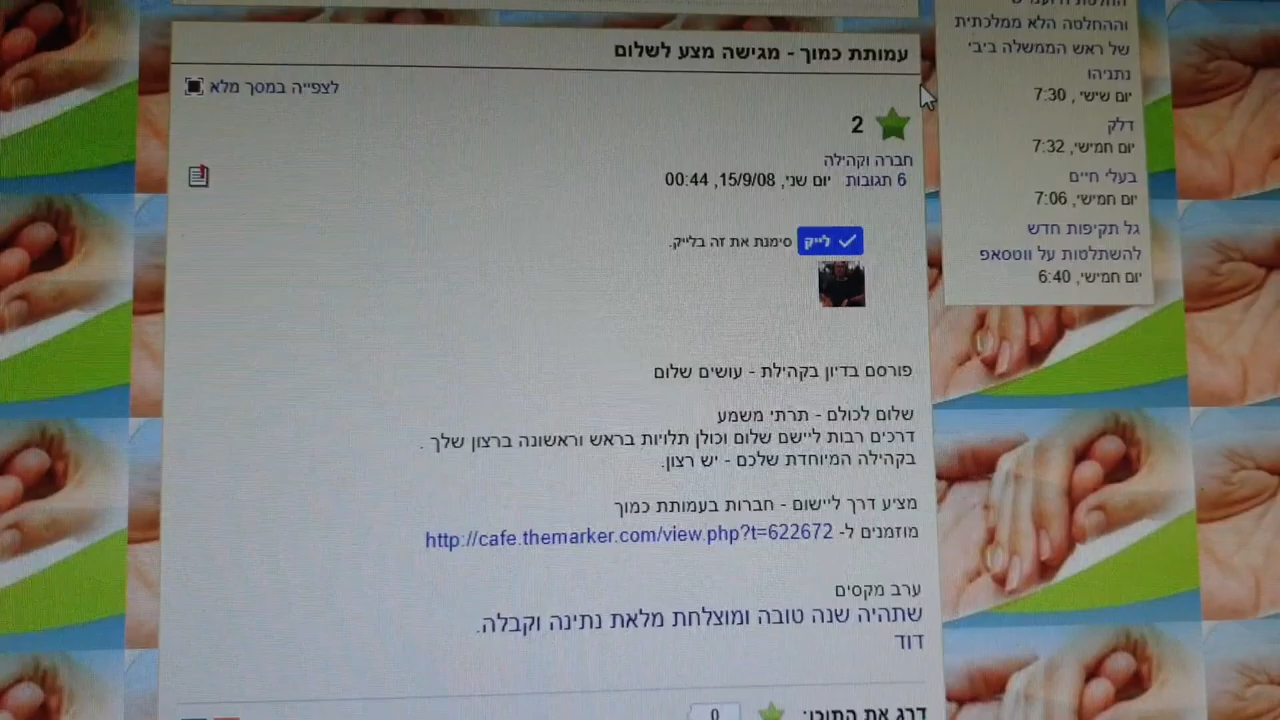 עמותת כמוך - מגישה מצע לשלום
לצפייה במסך מלא
2
חברה וקהילה
6 תגובות יום שני, 15/9/08, 00:44
לייק סימנת את זה בלייק.
פורסם בדיון בקהילת - עושים שלום
שלום לכולם - תרתי משמע
דרכים רבות ליישם שלום וכולן תלויות בראש וראשונה ברצון שלך .
בקהילה המיוחדת שלכם - יש רצון.
מציע דרך ליישום - חברות בעמותת כמוך
מוזמנים ל- http://cafe.themarker.com/view.php?t=622672
ערב מקסים
שתהיה שנה טובה ומוצלחת מלאת נתינה וקבלה.
דוד
דרג את התוכן:
0
וההחלטה הלא ממלכתית
של ראש הממשלה ביבי
נתניהו
יום שישי, 7:30
דלק
יום חמישי, 7:32
בעלי חיים
יום חמישי, 7:06
גל תקיפות חדש
להשתלטות על ווטסאפ
יום חמישי, 6:40